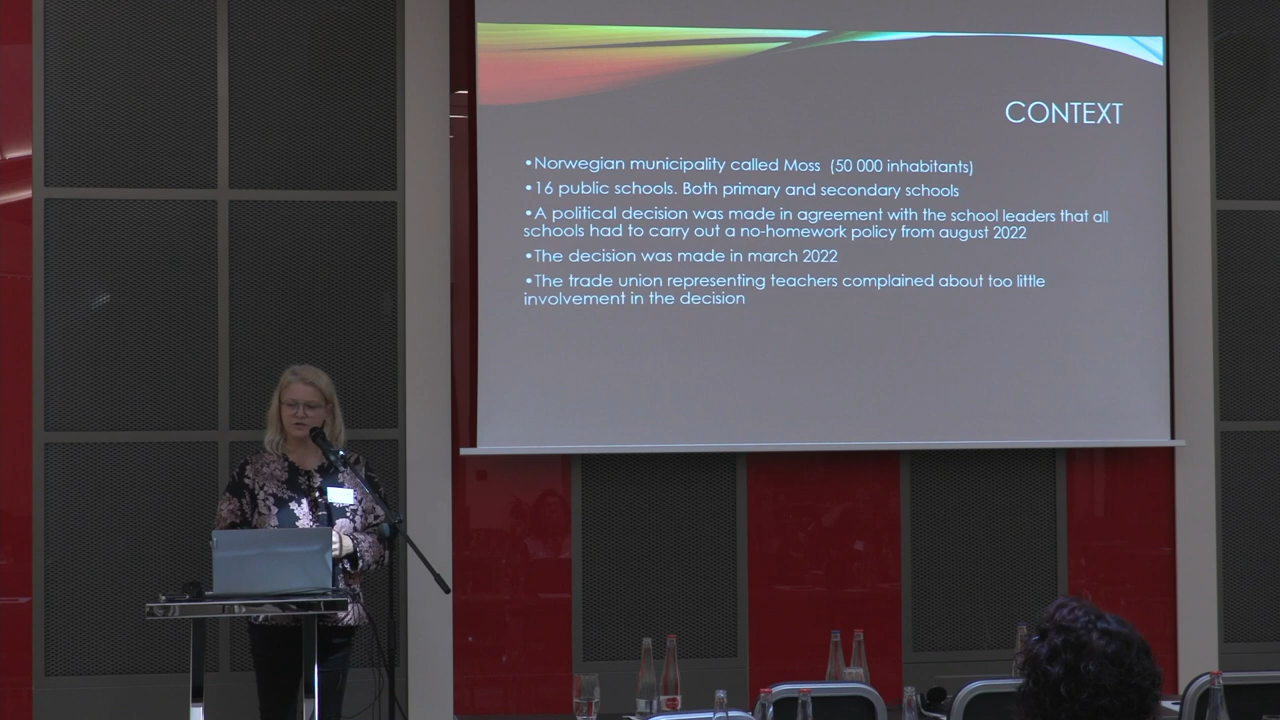 CONTEXT
•Norwegian municipality called Moss (50 000 inhabitants)
•16 public schools. Both primary and secondary schools
•A political decision was made in agreement with the school leaders that all
schools had to carry out a no-homework policy from august 2022
•The decision was made in march 2022
•The trade union representing teachers complained about too little
involvement in the decision